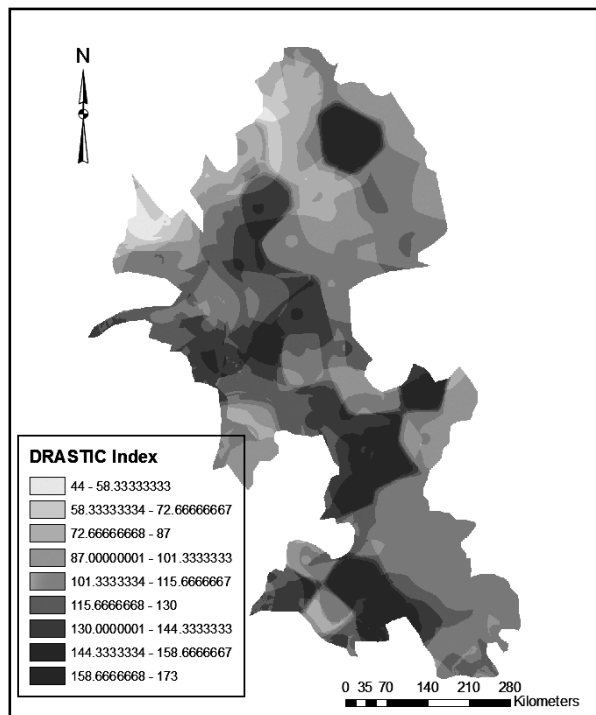 N
DRASTIC Index
44 - 58.33333333
58.33333334 - 72.66666667
72.66666668 - 87
87.00000001 - 101.3333333
101.3333334 - 115.6666667
115.6666668 - 130
130.0000001 - 144.3333333
144.3333334 - 158.6666667
158.6666668 - 173
0 35 70 140 210 280
Kilometers